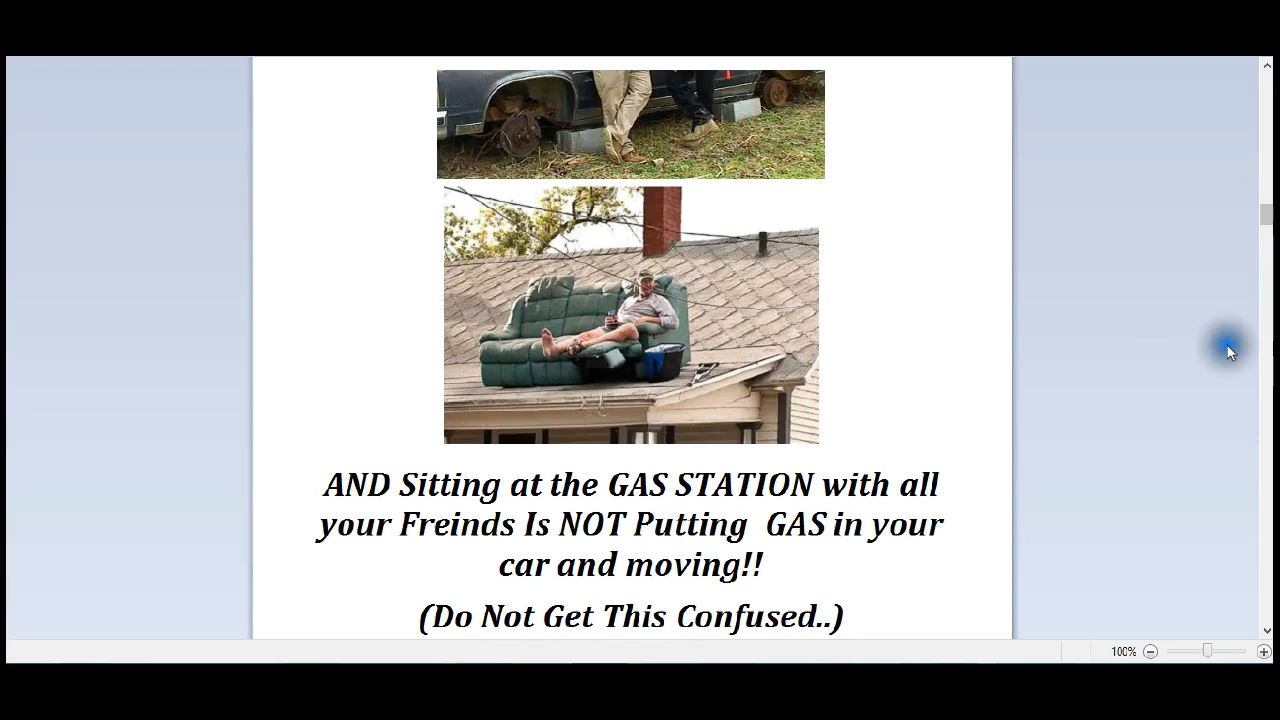 AND Sitting at the GAS STATION with all
your Freinds Is NOT Putting  GAS in your
car and moving!!
(Do Not Get This Confused..)
100%